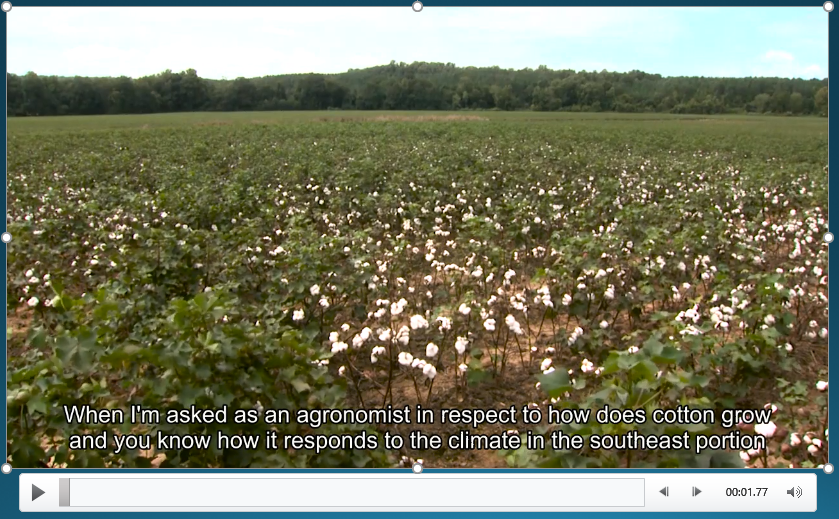 When I'm asked as an agronomist in respect to how does cotton grow
and you know how it responds to the climate in the southeast portion
00:01.77